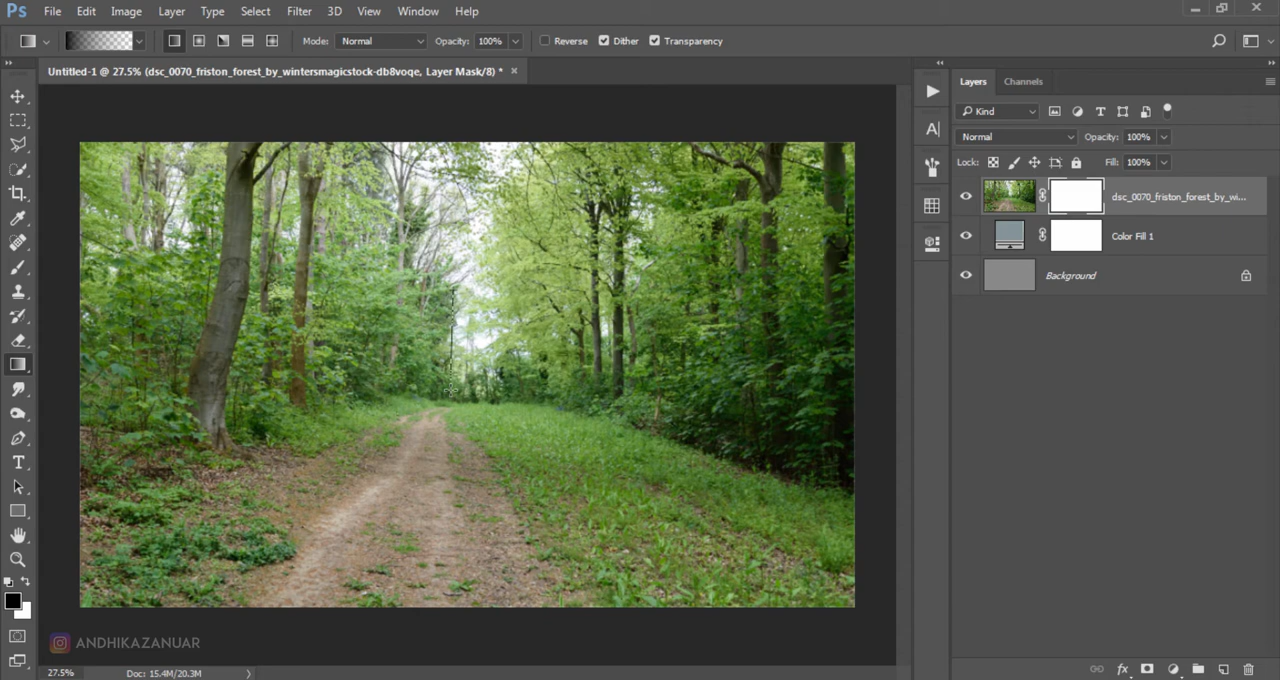 Ps File Edit Image Layer Type Select Filter 3D View Window Help
Mode: Normal Opacity: 100% Reverse Dither Transparency
Untitled-1 @ 27.5% (dsc_0070_friston_forest_by_wintersmagicstock-db8voqe, Layer Mask/8) * ×
Layers Channels
Kind
Normal Opacity: 100%
Lock: Fill: 100%
dsc_0070_friston_forest_by_wi...
Color Fill 1
Background
ANDHIKAZANUAR
27.5% Doc: 15.4M/20.3M